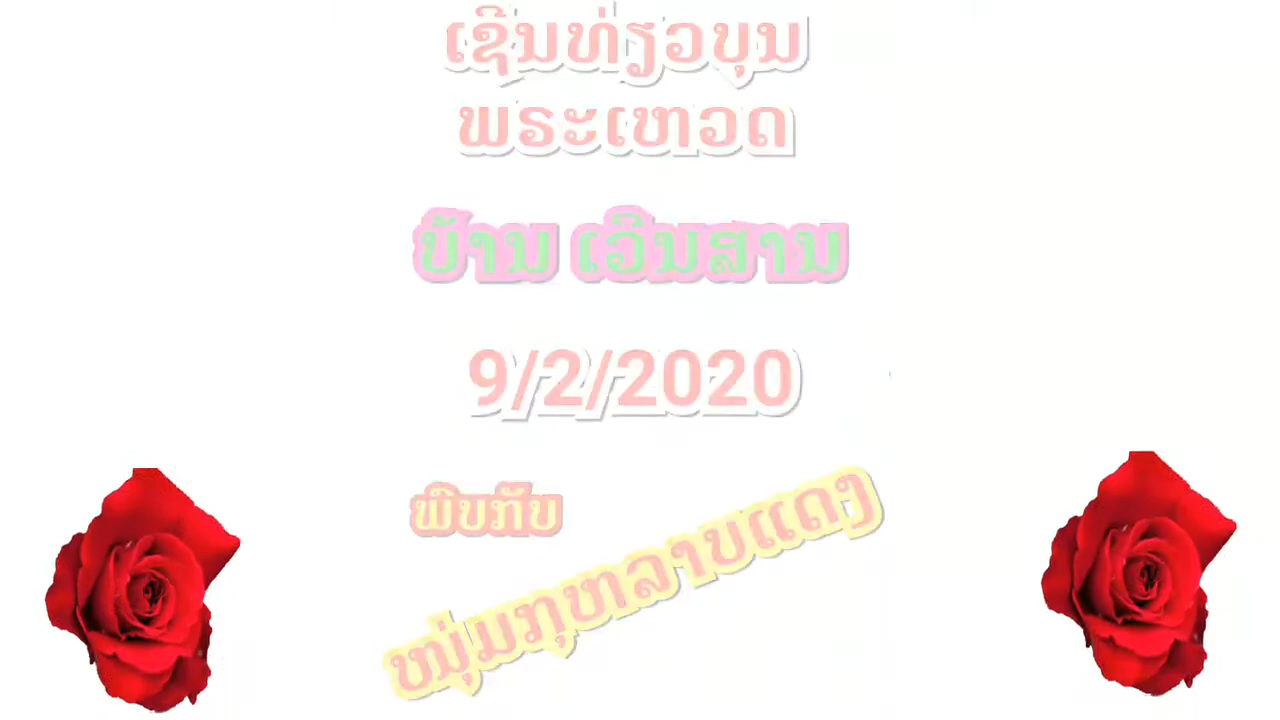 ເຊີນທ່ຽວບຸນ
ພຣະເຫວດ
ບ້ານ ເວີນສານ
9/2/2020
ພົບກັບ
ໜຸ່ມກຸຫລາບແດງ